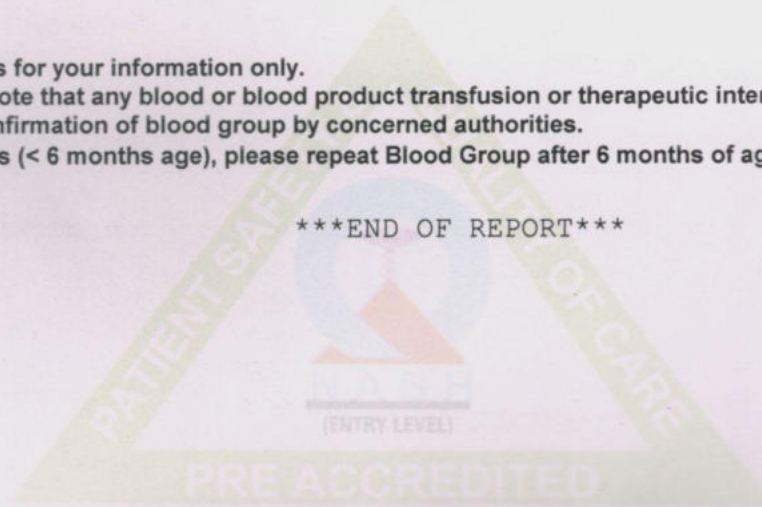 s for your information only.
ote that any blood or blood product transfusion or therapeutic inter
nfirmation of blood group by concerned authorities.
s (< 6 months age), please repeat Blood Group after 6 months of ag
***END OF REPORT***
PATIENT SAFE
LITY OF CARE
NABH
(ENTRY LEVEL)
PRE ACCREDITED